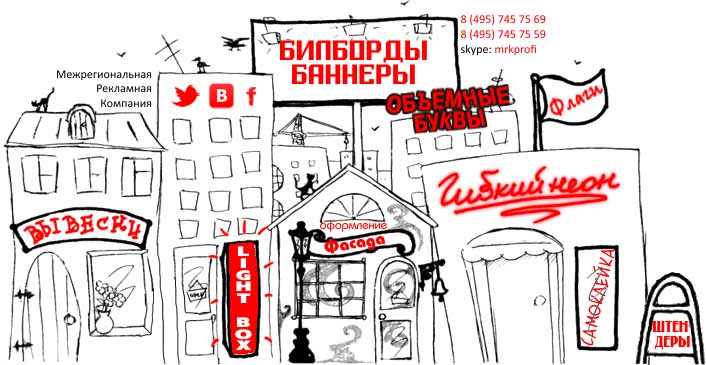 8 (495) 745 75 69
8 (495) 745 75 59
skype: mrkprofi
БИЛБОРДЫ
БАННЕРЫ
Межрегиональная
Рекламная
Компания
В
f
ОБЪЕМНЫЕ
БУКВЫ
Флаги
Гибкий неон
ВЫВЕСКИ
оформление
Фасада
LIGHT BOX
OPEN
САМОКЛЕЙКА
ШТЕН
ДЕРЫ